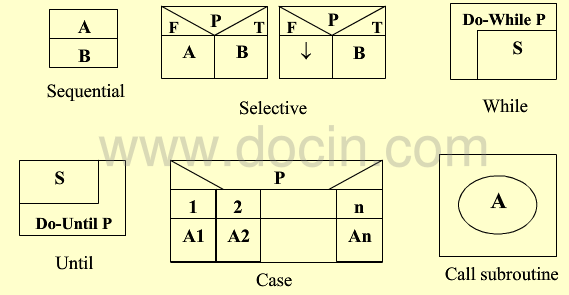 A
B
Sequential
F P T
A B
F P T
↓ B
Selective
Do-While P
S
While
www.docin.com
S
Do-Until P
Until
P
1 2 n
A1 A2 An
Case
A
Call subroutine